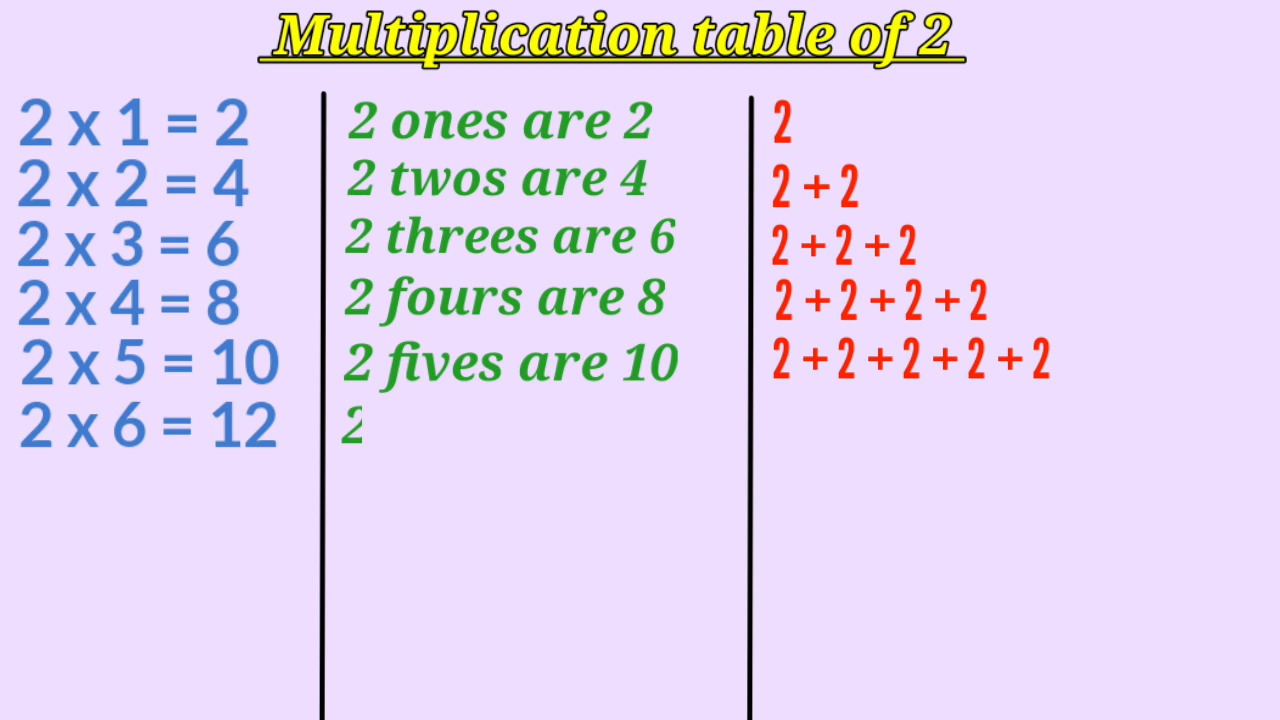 Multiplication table of 2
2 x 1 = 2
2 x 2 = 4
2 x 3 = 6
2 x 4 = 8
2 x 5 = 10
2 x 6 = 12
2 ones are 2
2 twos are 4
2 threes are 6
2 fours are 8
2 fives are 10
2
2
2 + 2
2 + 2 + 2
2 + 2 + 2 + 2
2 + 2 + 2 + 2 + 2